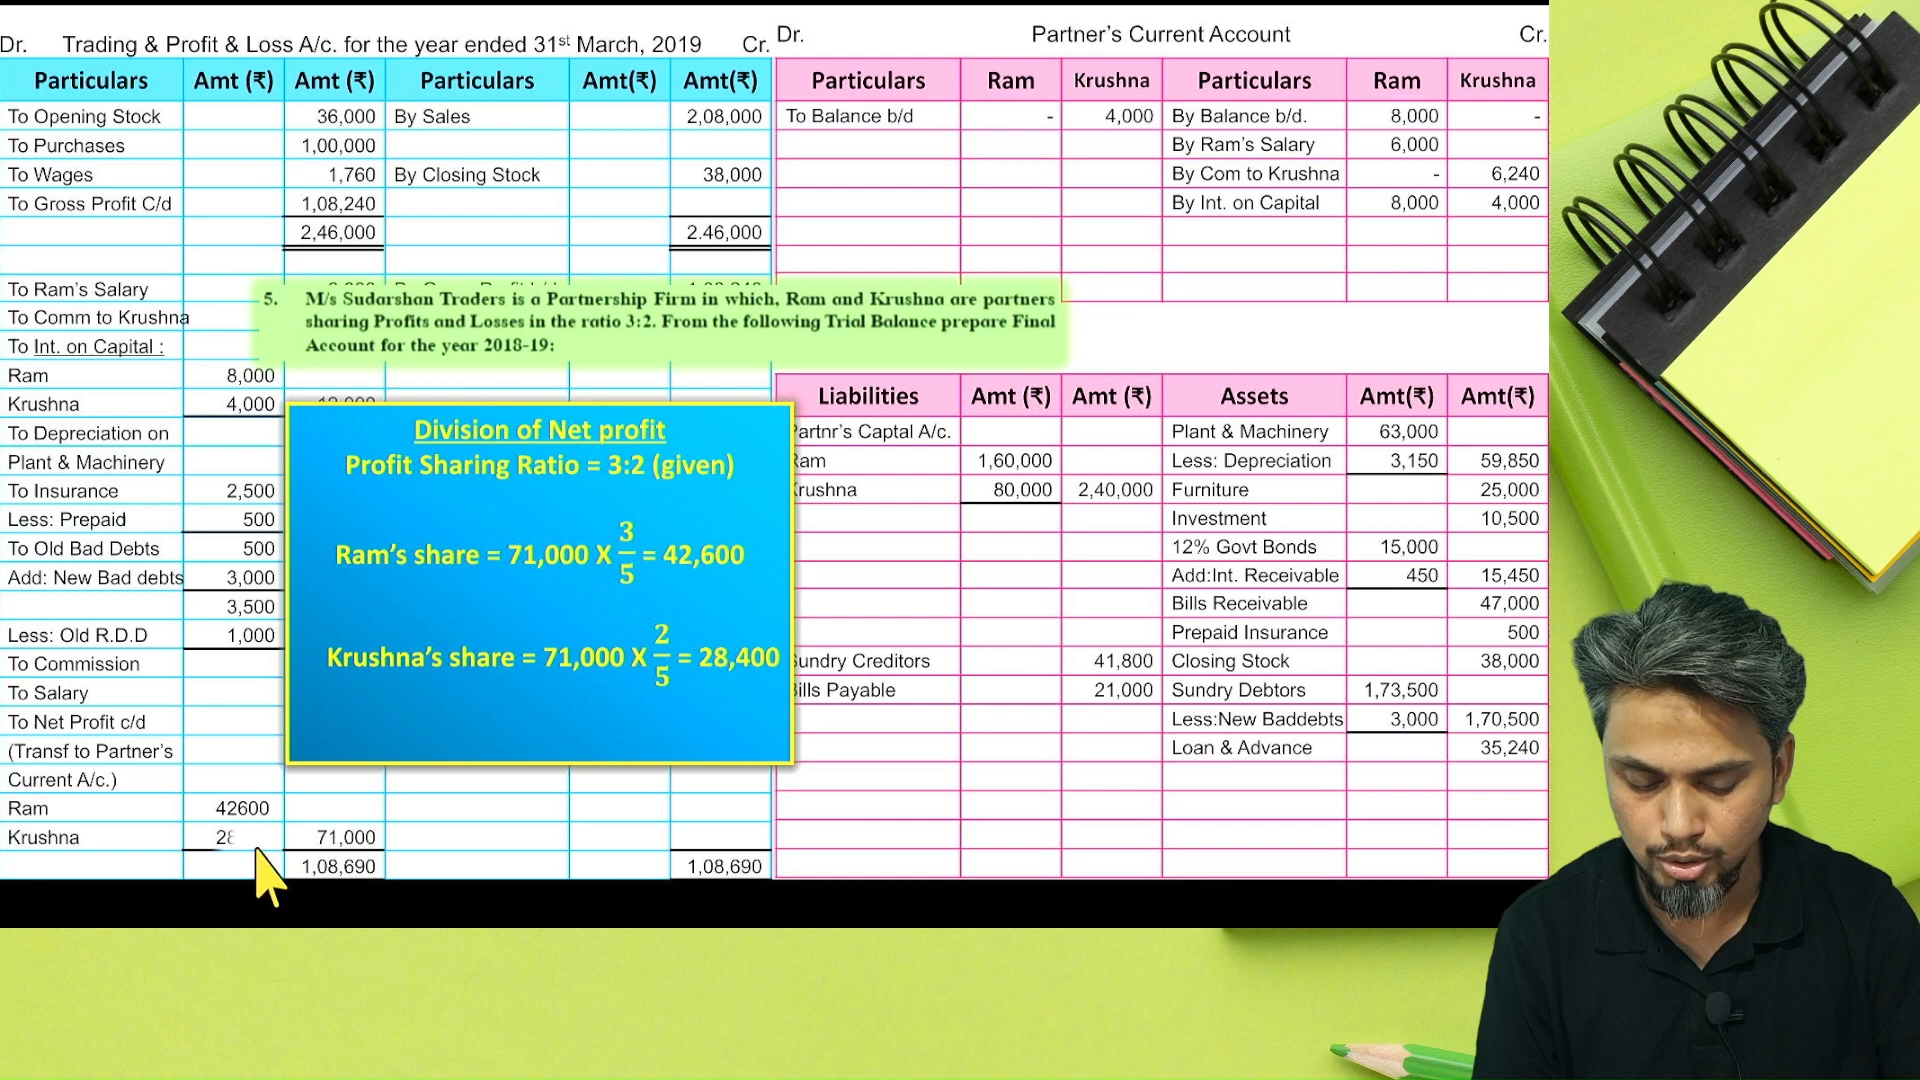 Dr. Trading & Profit & Loss A/c. for the year ended 31st March, 2019 Cr.
Particulars Amt (₹) Amt (₹) Particulars Amt(₹) Amt(₹)
To Opening Stock 36,000 By Sales 2,08,000
To Purchases 1,00,000
To Wages 1,760 By Closing Stock 38,000
To Gross Profit C/d 1,08,240
2,46,000 2.46,000
To Ram's Salary
To Comm to Krushna
To Int. on Capital :
Ram 8,000
Krushna 4,000
To Depreciation on
Plant & Machinery
To Insurance 2,500
Less: Prepaid 500
To Old Bad Debts 500
Add: New Bad debts 3,000
3,500
Less: Old R.D.D 1,000
To Commission
To Salary
To Net Profit c/d
(Transf to Partner's
Current A/c.)
Ram 42600
Krushna 28 71,000
1,08,690 1,08,690
5. M/s Sudarshan Traders is a Partnership Firm in which, Ram and Krushna are partners
sharing Profits and Losses in the ratio 3:2. From the following Trial Balance prepare Final
Account for the year 2018-19:
Division of Net profit
Profit Sharing Ratio = 3:2 (given)
Ram's share = 71,000 X 3/5 = 42,600
Krushna's share = 71,000 X 2/5 = 28,400
Dr. Partner's Current Account Cr.
Particulars Ram Krushna Particulars Ram Krushna
To Balance b/d - 4,000 By Balance b/d. 8,000 -
By Ram's Salary 6,000
By Com to Krushna - 6,240
By Int. on Capital 8,000 4,000
Liabilities Amt (₹) Amt (₹) Assets Amt(₹) Amt(₹)
Partnr's Captal A/c. Plant & Machinery 63,000
Ram 1,60,000 Less: Depreciation 3,150 59,850
Krushna 80,000 2,40,000 Furniture 25,000
Investment 10,500
12% Govt Bonds 15,000
Add:Int. Receivable 450 15,450
Bills Receivable 47,000
Prepaid Insurance 500
Sundry Creditors 41,800 Closing Stock 38,000
Bills Payable 21,000 Sundry Debtors 1,73,500
Less:New Baddebts 3,000 1,70,500
Loan & Advance 35,240